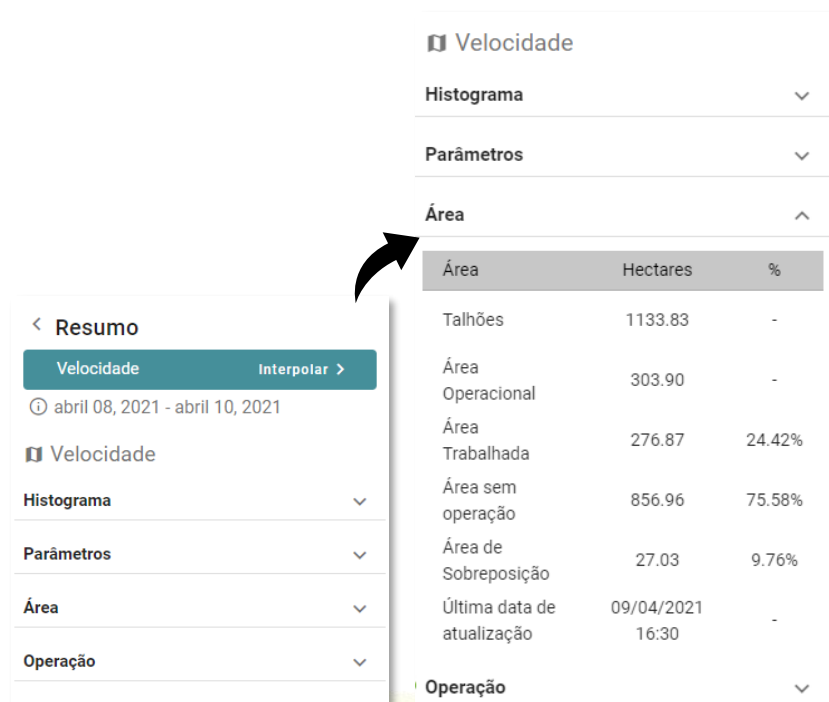 Resumo
Velocidade Interpolar
abril 08, 2021 - abril 10, 2021
Velocidade
Histograma
Parâmetros
Área
Operação
Velocidade
Histograma
Parâmetros
Área
Área Hectares %
Talhões 1133.83 -
Área
Operacional 303.90 -
Área
Trabalhada 276.87 24.42%
Área sem
operação 856.96 75.58%
Área de
Sobreposição 27.03 9.76%
Última data de 09/04/2021
atualização 16:30 -
Operação